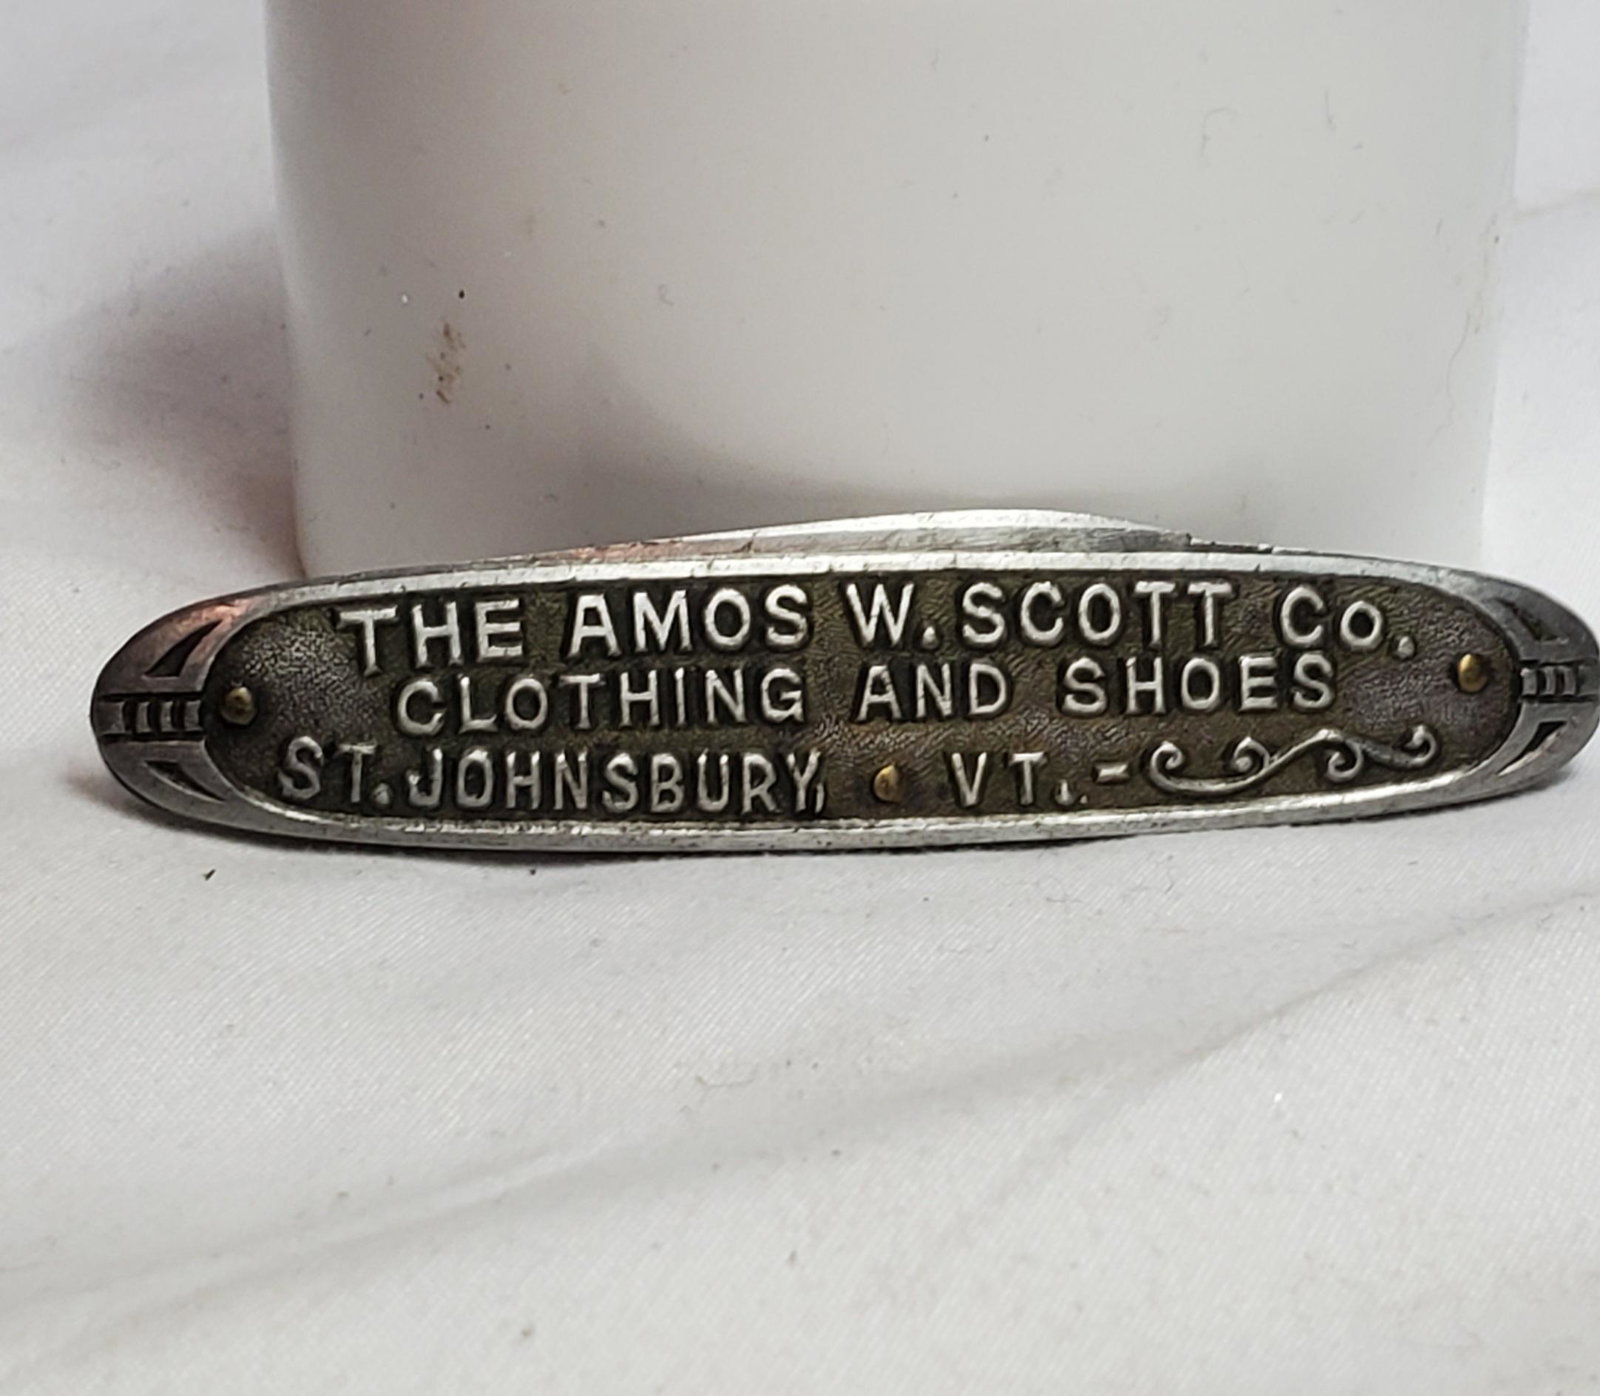 THE AMOS W. SCOTT Co.
CLOTHING AND SHOES
ST. JOHNSBURY, VT.